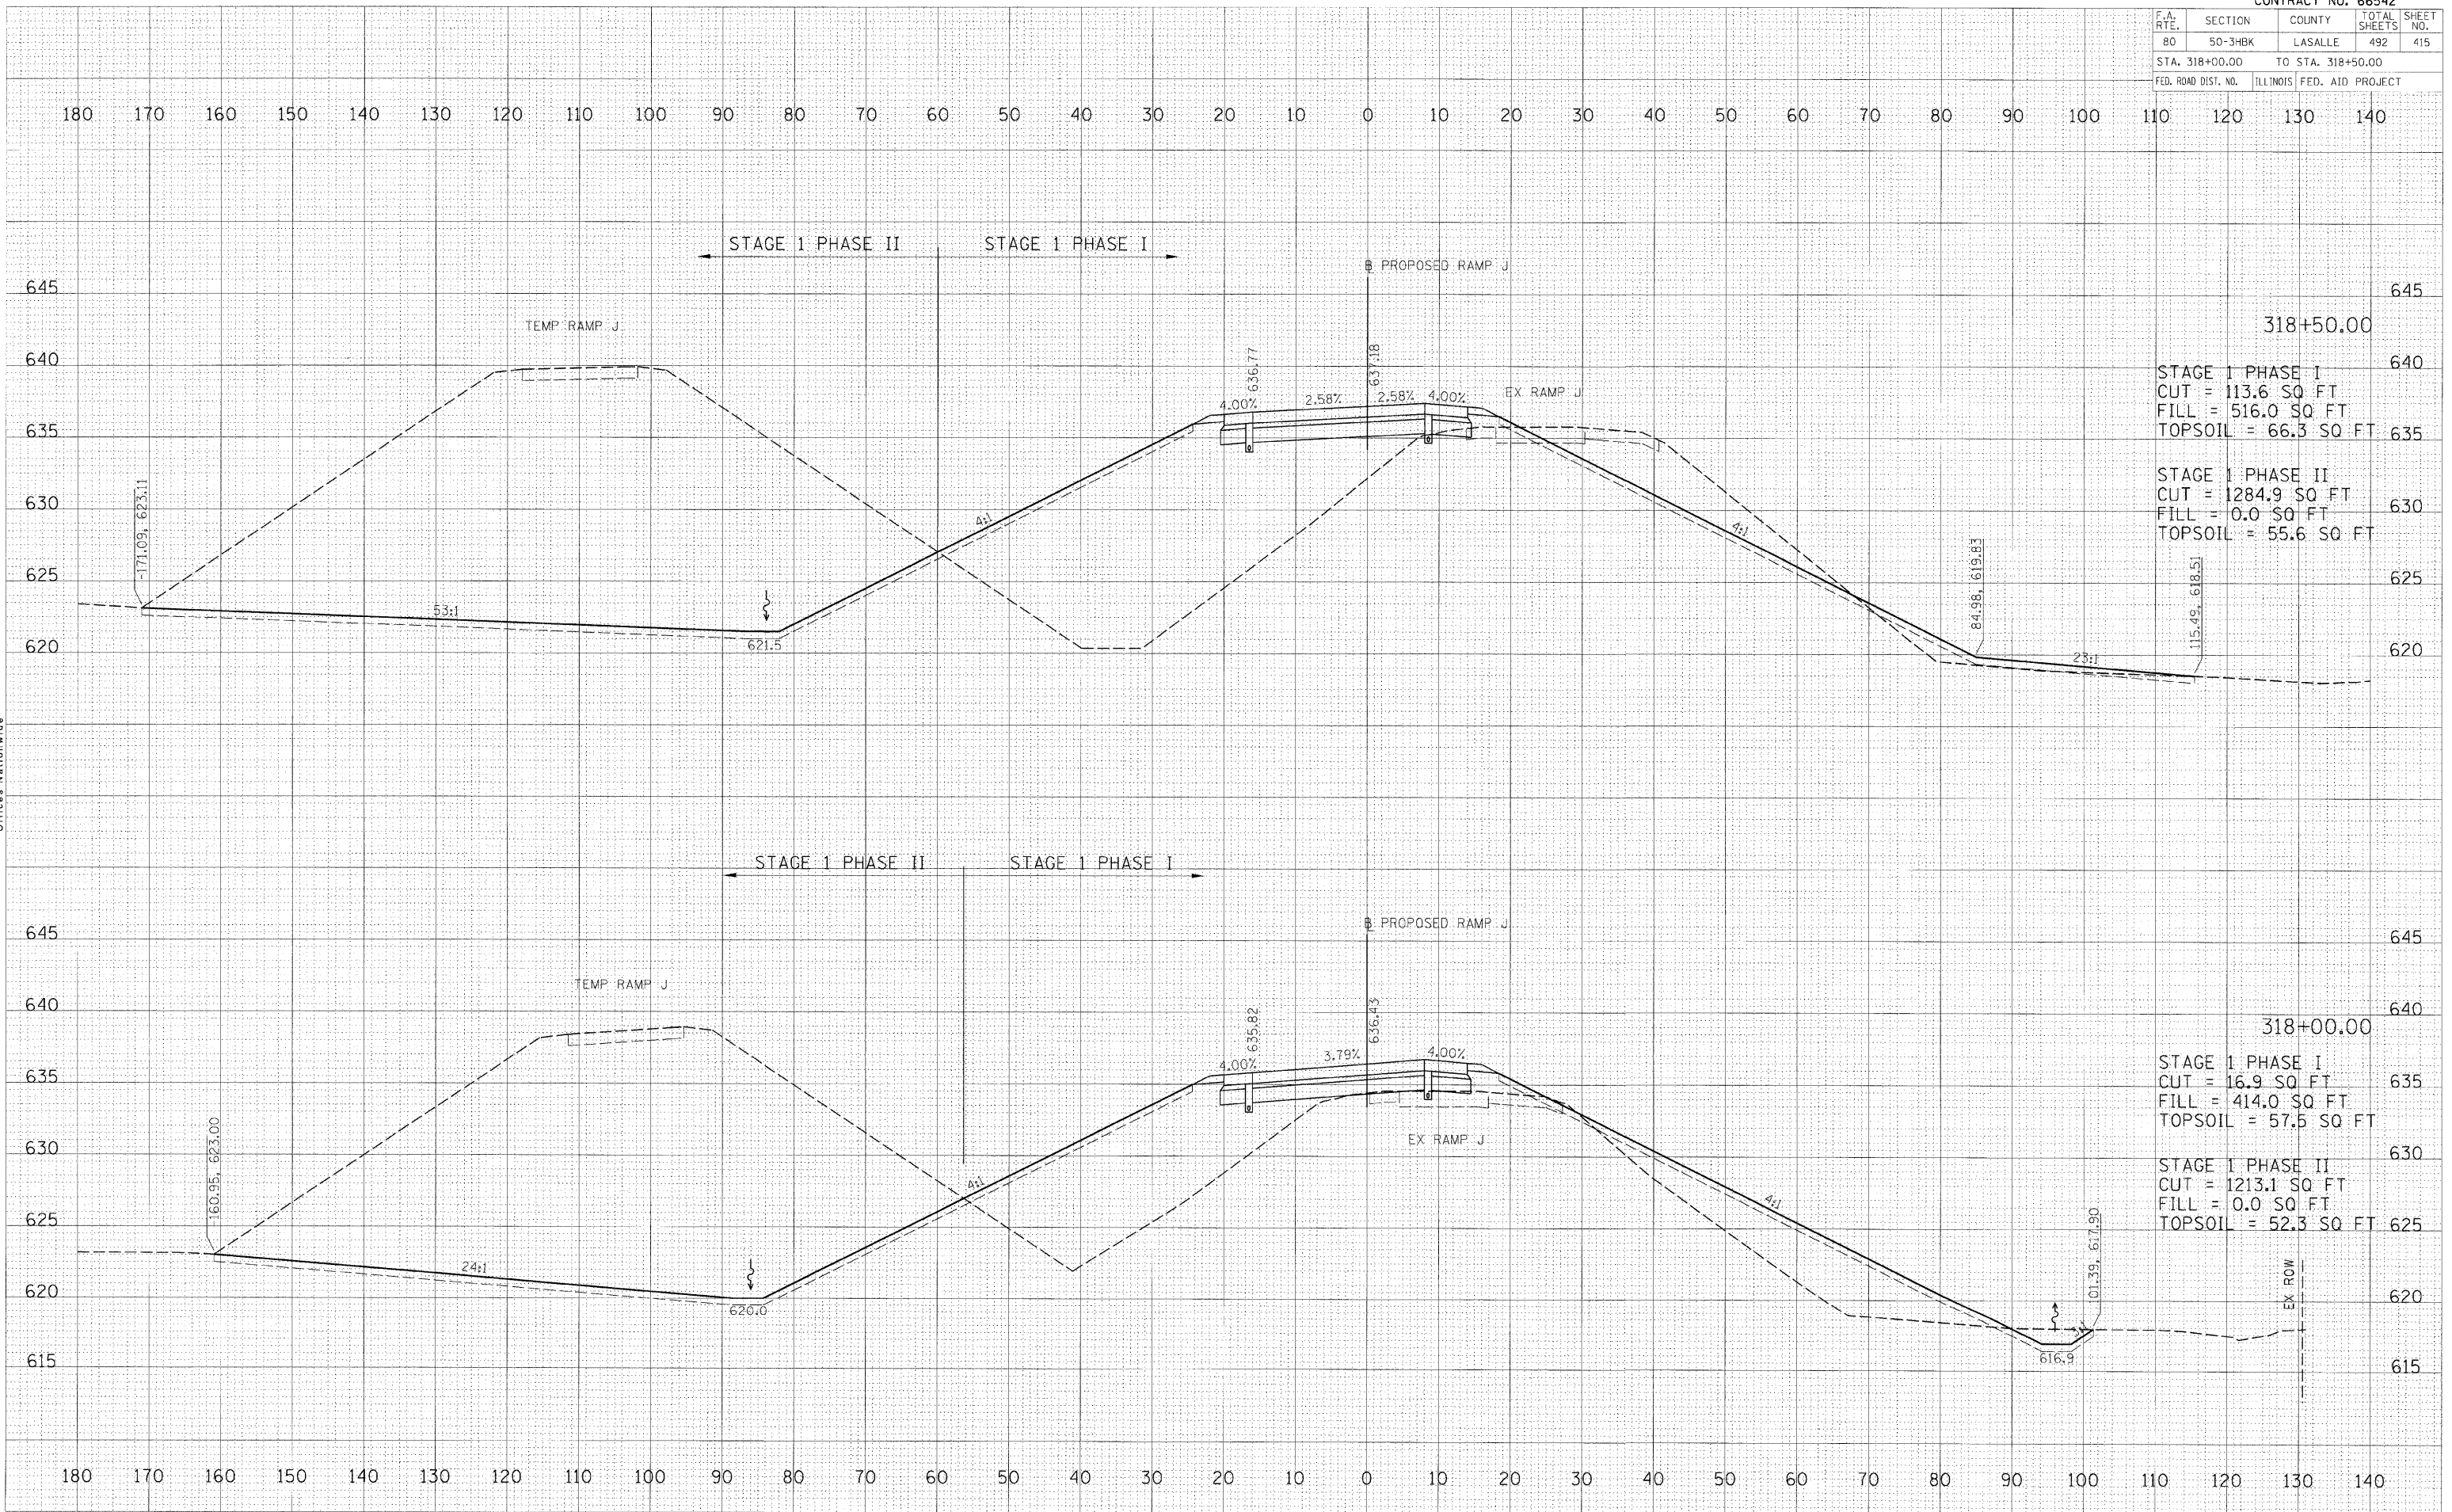 CONTRACT NO. 66542
F.A. RTE. SECTION COUNTY TOTAL SHEETS SHEET NO.
80 50-3HBK LASALLE 492 415
STA. 318+00.00 TO STA. 318+50.00
FED. ROAD DIST. NO. ILLINOIS FED. AID PROJECT
180 170 160 150 140 130 120 110 100 90 80 70 60 50 40 30 20 10 0 10 20 30 40 50 60 70 80 90 100 110 120 130 140
STAGE 1 PHASE II STAGE 1 PHASE I
B PROPOSED RAMP J
645 645
TEMP RAMP J
318+50.00
640 640
636.77
637.18
EX RAMP J
4.00% 2.58% 2.58% 4.00%
STAGE 1 PHASE I
CUT = 113.6 SQ FT
FILL = 516.0 SQ FT
TOPSOIL = 66.3 SQ FT
635 635
STAGE 1 PHASE II
CUT = 1284.9 SQ FT
FILL = 0.0 SQ FT
TOPSOIL = 55.6 SQ FT
630 630
-171.09, 623.11
4:1
4:1
84.98, 619.83
115.49, 618.51
625 625
53:1
621.5
23:1
620 620
Offices Nationwide
STAGE 1 PHASE II STAGE 1 PHASE I
B PROPOSED RAMP J
645 645
TEMP RAMP J
640 640
318+00.00
635.82
636.43
4.00% 3.79% 4.00%
STAGE 1 PHASE I
CUT = 16.9 SQ FT
FILL = 414.0 SQ FT
TOPSOIL = 57.5 SQ FT
635 635
EX RAMP J
630 630
STAGE 1 PHASE II
CUT = 1213.1 SQ FT
FILL = 0.0 SQ FT
TOPSOIL = 52.3 SQ FT
160.95, 623.00
4:1
4:1
101.39, 617.90
625 625
24:1
620.0
EX ROW
620 620
616.9
615 615
180 170 160 150 140 130 120 110 100 90 80 70 60 50 40 30 20 10 0 10 20 30 40 50 60 70 80 90 100 110 120 130 140